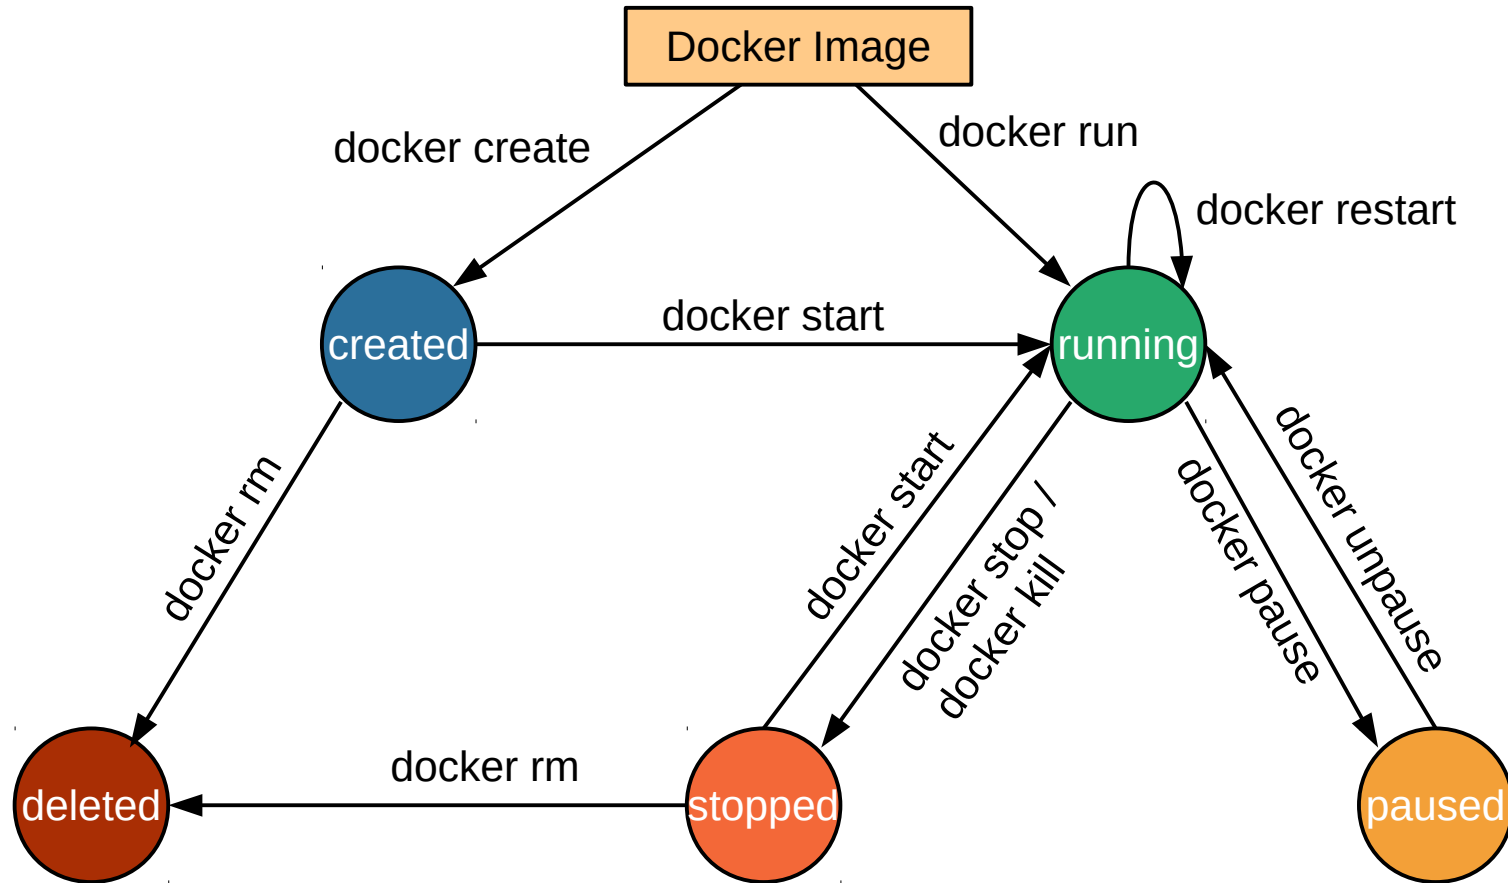 Docker Image
docker create
docker run
docker restart
created
docker start
running
docker rm
docker start
docker stop /
docker kill
docker pause
docker unpause
deleted
docker rm
stopped
paused